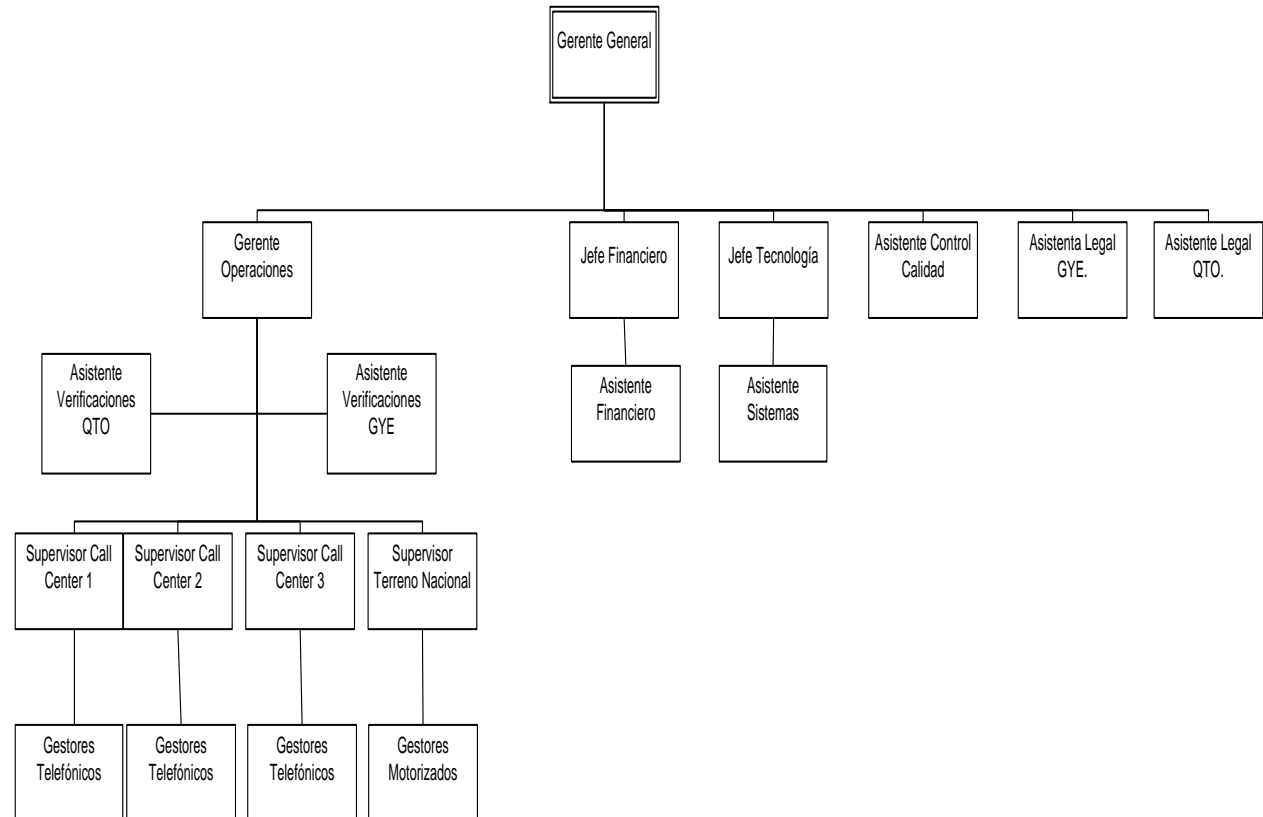 Gerente General
Gerente
Operaciones
Jefe Financiero
Jefe Tecnología
Asistente Control
Calidad
Asistenta Legal
GYE.
Asistente Legal
QTO.
Asistente
Verificaciones
QTO
Asistente
Verificaciones
GYE
Asistente
Financiero
Asistente
Sistemas
Supervisor Call
Center 1
Supervisor Call
Center 2
Supervisor Call
Center 3
Supervisor
Terreno Nacional
Gestores
Telefónicos
Gestores
Telefónicos
Gestores
Telefónicos
Gestores
Motorizados